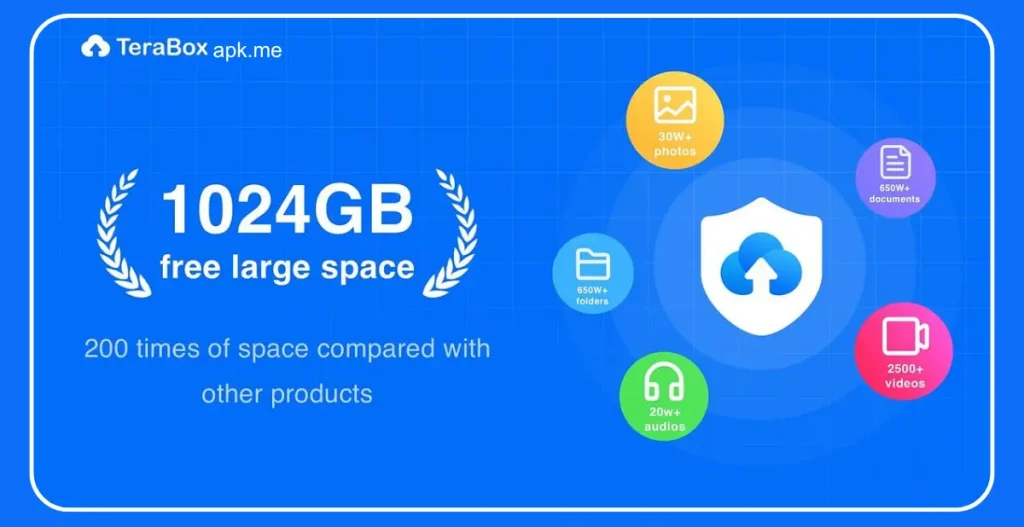 TeraBox apk.me
1024GB
free large space
200 times of space compared with
other products
30W+
photos
650W+
documents
650W+
folders
2500+
videos
20w+
audios